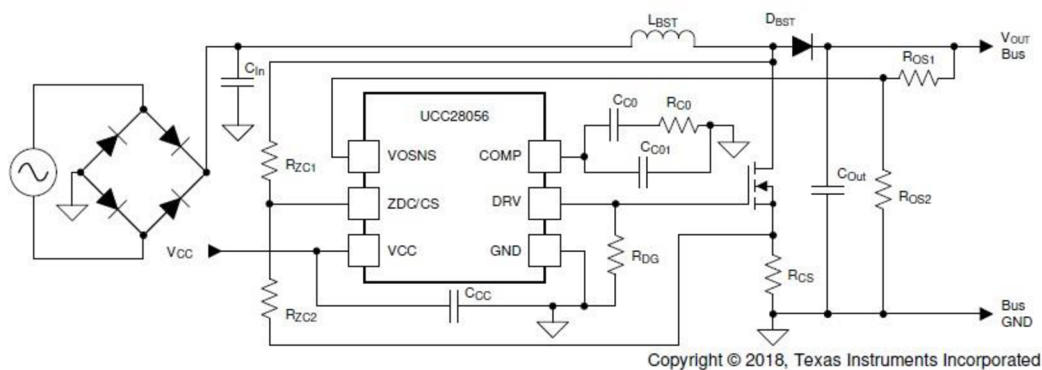 LBST
DBST
VOUT
Bus
CIn
ROS1
UCC28056
CC0
RC0
VOSNS
COMP
CC01
RZC1
ZDC/CS
DRV
COut
ROS2
VCC
VCC
GND
RDG
RCS
CCC
RZC2
Bus
GND
Copyright © 2018, Texas Instruments Incorporated